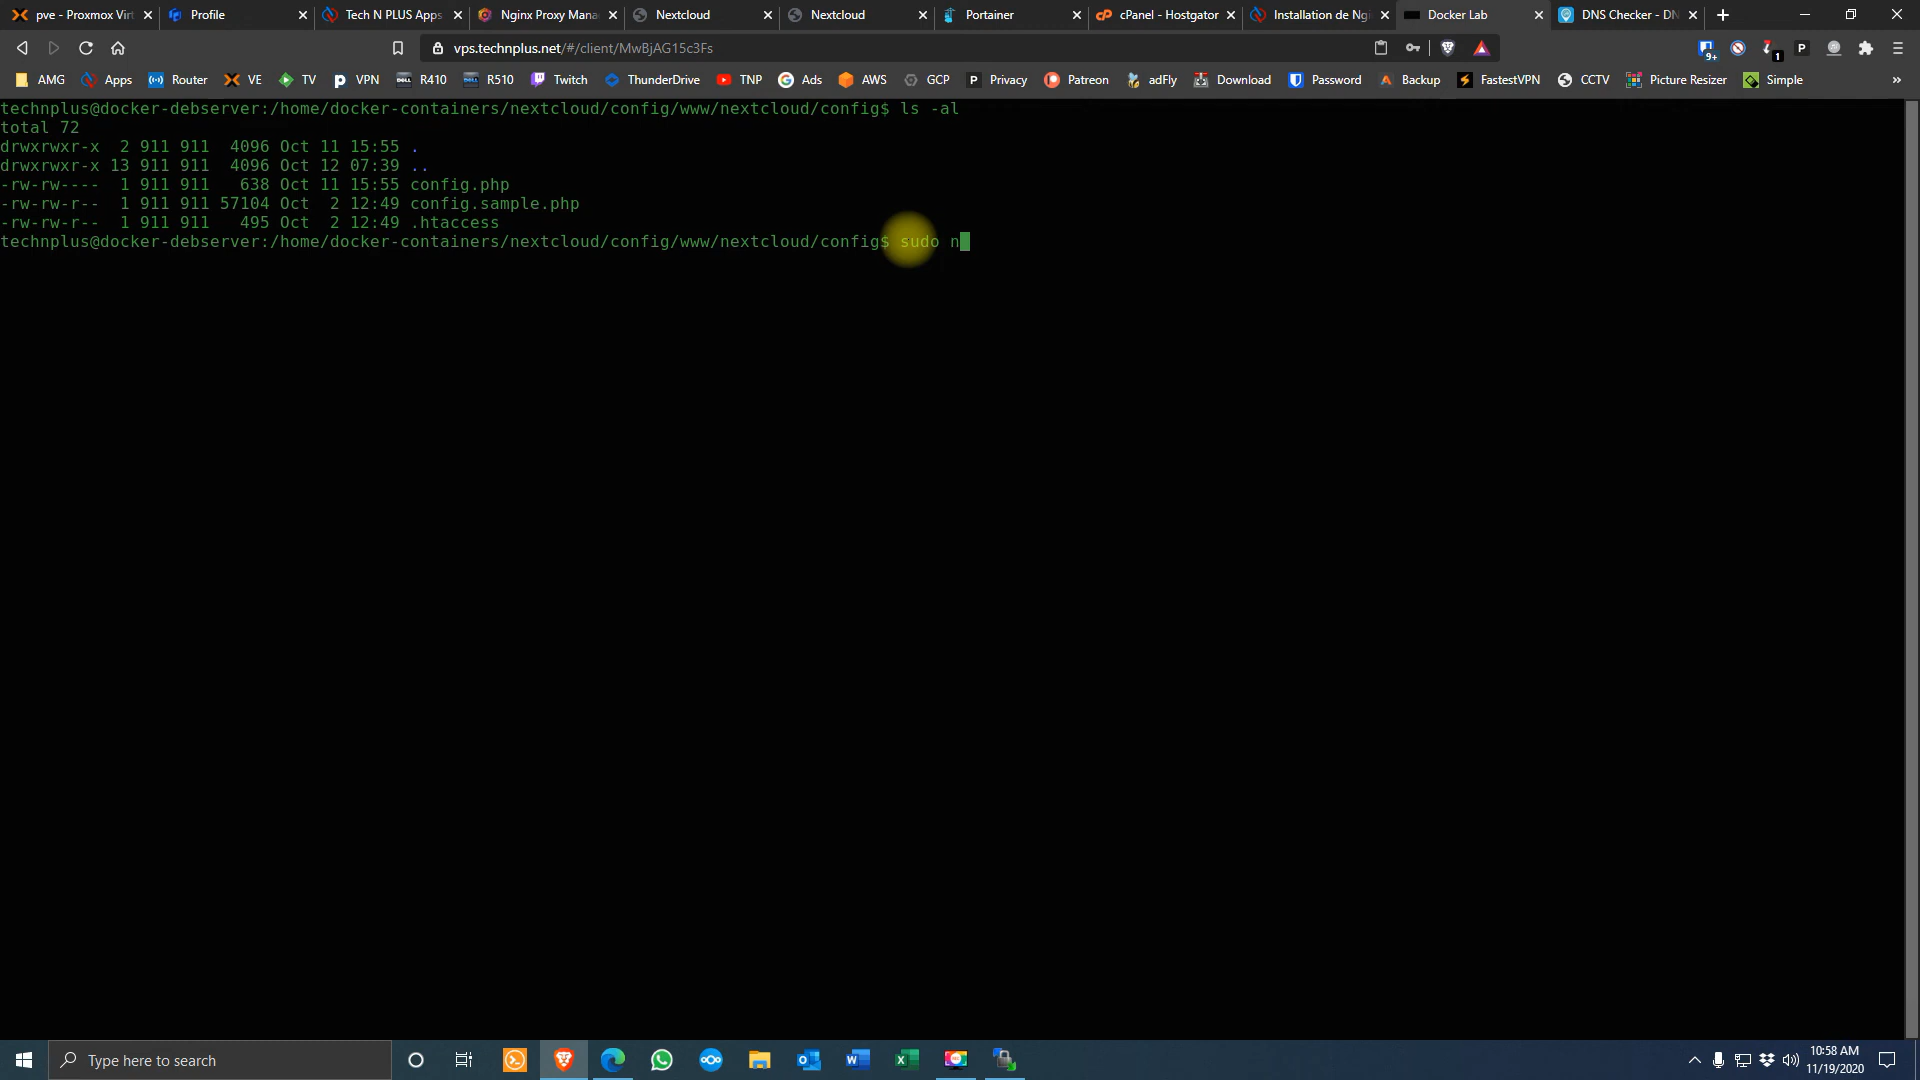 pve - Proxmox Virt
Profile
Tech N PLUS Apps
Nginx Proxy Mana
Nextcloud
Nextcloud
Portainer
cPanel - Hostgator
Installation de Ngi
Docker Lab
DNS Checker - DN
vps.technplus.net/#/client/MwBjAG15c3Fs
9+
1
P
AMG
Apps
Router
VE
TV
VPN
R410
R510
Twitch
ThunderDrive
TNP
Ads
AWS
GCP
Privacy
Patreon
adFly
Download
Password
Backup
FastestVPN
CCTV
Picture Resizer
Simple
»
technplus@docker-debserver:/home/docker-containers/nextcloud/config/www/nextcloud/config$ ls -al
total 72
drwxrwxr-x  2 911 911  4096 Oct 11 15:55 .
drwxrwxr-x 13 911 911  4096 Oct 12 07:39 ..
-rw-rw----  1 911 911   638 Oct 11 15:55 config.php
-rw-rw-r--  1 911 911 57104 Oct  2 12:49 config.sample.php
-rw-rw-r--  1 911 911   495 Oct  2 12:49 .htaccess
technplus@docker-debserver:/home/docker-containers/nextcloud/config/www/nextcloud/config$ sudo n
Type here to search
10:58 AM
11/19/2020